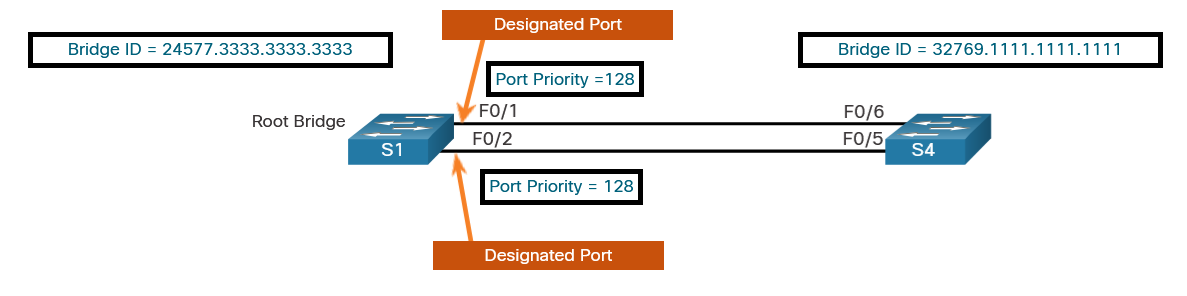 Designated Port
Bridge ID = 24577.3333.3333.3333
Bridge ID = 32769.1111.1111.1111
Port Priority =128
Root Bridge
F0/1
F0/6
S1
F0/2
F0/5
S4
Port Priority = 128
Designated Port